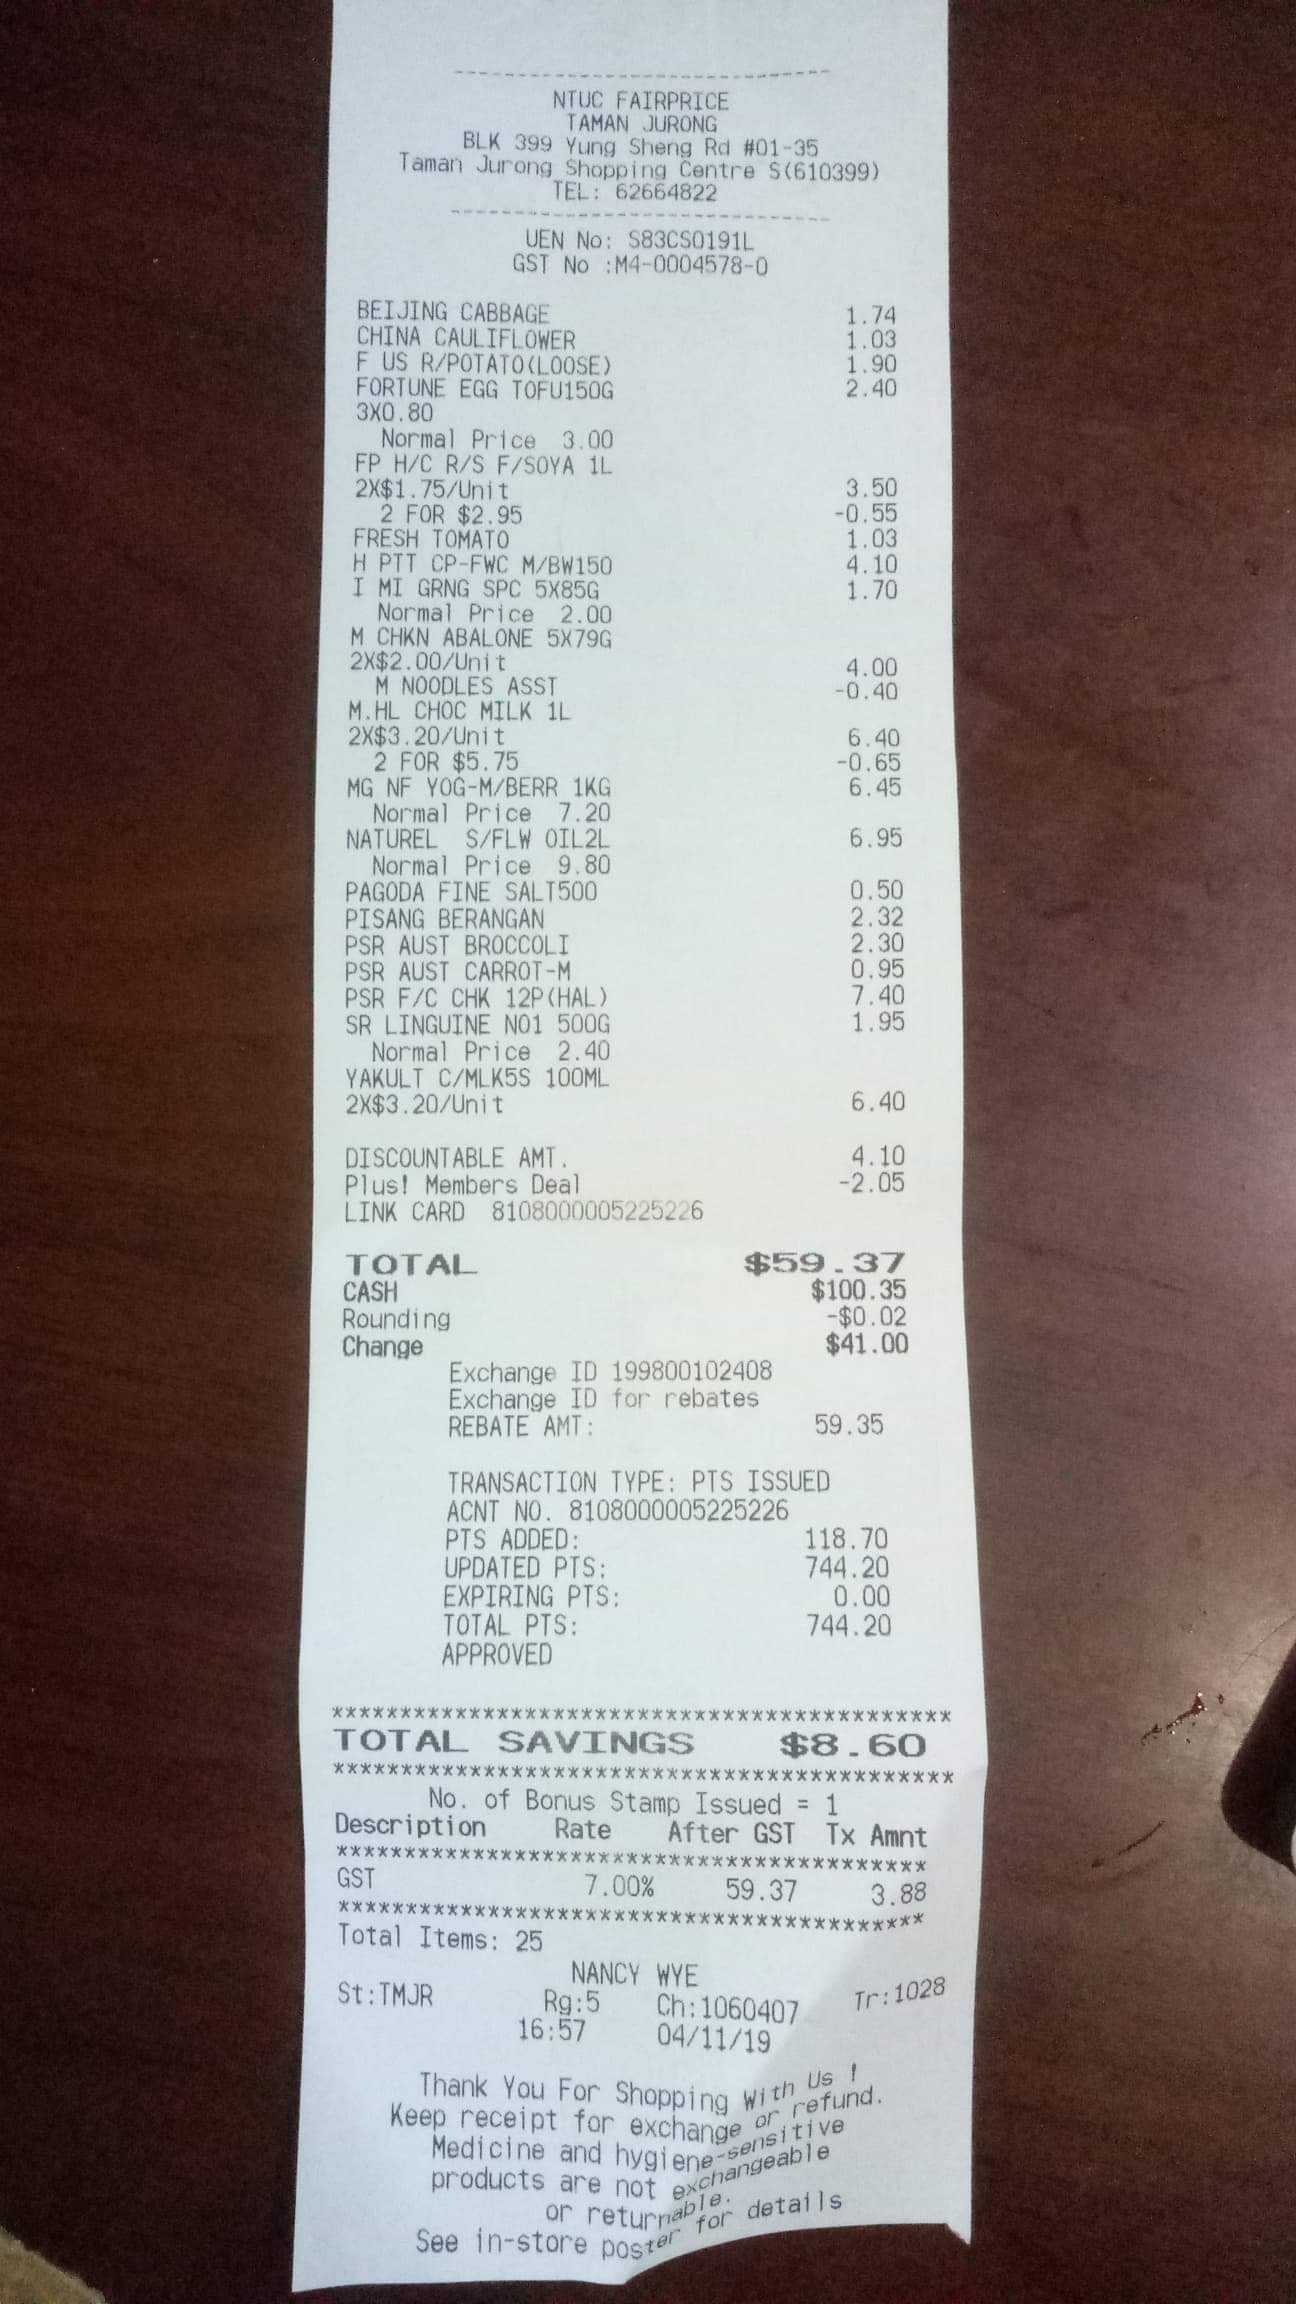 NTUC FAIRPRICE
TAMAN JURONG
BLK 399 Yung Sheng Rd #01-35
Taman Jurong Shopping Centre S(610399)
TEL: 62664822
UEN No: S83CS0191L
GST No :M4-0004578-0
BEIJING CABBAGE 1.74
CHINA CAULIFLOWER 1.03
F US R/POTATO(LOOSE) 1.90
FORTUNE EGG TOFU150G 2.40
3X0.80
Normal Price 3.00
FP H/C R/S F/SOYA 1L
2X$1.75/Unit 3.50
2 FOR $2.95 -0.55
FRESH TOMATO 1.03
H PTT CP-FWC M/BW150 4.10
I MI GRNG SPC 5X85G 1.70
Normal Price 2.00
M CHKN ABALONE 5X79G
2X$2.00/Unit 4.00
M NOODLES ASST -0.40
M.HL CHOC MILK 1L
2X$3.20/Unit 6.40
2 FOR $5.75 -0.65
MG NF YOG-M/BERR 1KG 6.45
Normal Price 7.20
NATUREL S/FLW OIL2L 6.95
Normal Price 9.80
PAGODA FINE SALT500 0.50
PISANG BERANGAN 2.32
PSR AUST BROCCOLI 2.30
PSR AUST CARROT-M 0.95
PSR F/C CHK 12P(HAL) 7.40
SR LINGUINE NO1 500G 1.95
Normal Price 2.40
YAKULT C/MLK5S 100ML
2X$3.20/Unit 6.40
DISCOUNTABLE AMT. 4.10
Plus! Members Deal -2.05
LINK CARD 8108000005225226
TOTAL $59.37
CASH $100.35
Rounding -$0.02
Change $41.00
Exchange ID 199800102408
Exchange ID for rebates
REBATE AMT: 59.35
TRANSACTION TYPE: PTS ISSUED
ACNT NO. 8108000005225226
PTS ADDED: 118.70
UPDATED PTS: 744.20
EXPIRING PTS: 0.00
TOTAL PTS: 744.20
APPROVED
TOTAL SAVINGS $8.60
No. of Bonus Stamp Issued = 1
Description Rate After GST Tx Amnt
GST 7.00% 59.37 3.88
Total Items: 25
NANCY WYE
St:TMJR Rg:5 Ch:1060407 Tr:1028
16:57 04/11/19
Thank You For Shopping With Us !
Keep receipt for exchange or refund.
Medicine and hygiene-sensitive
products are not exchangeable
or returnable.
See in-store poster for details